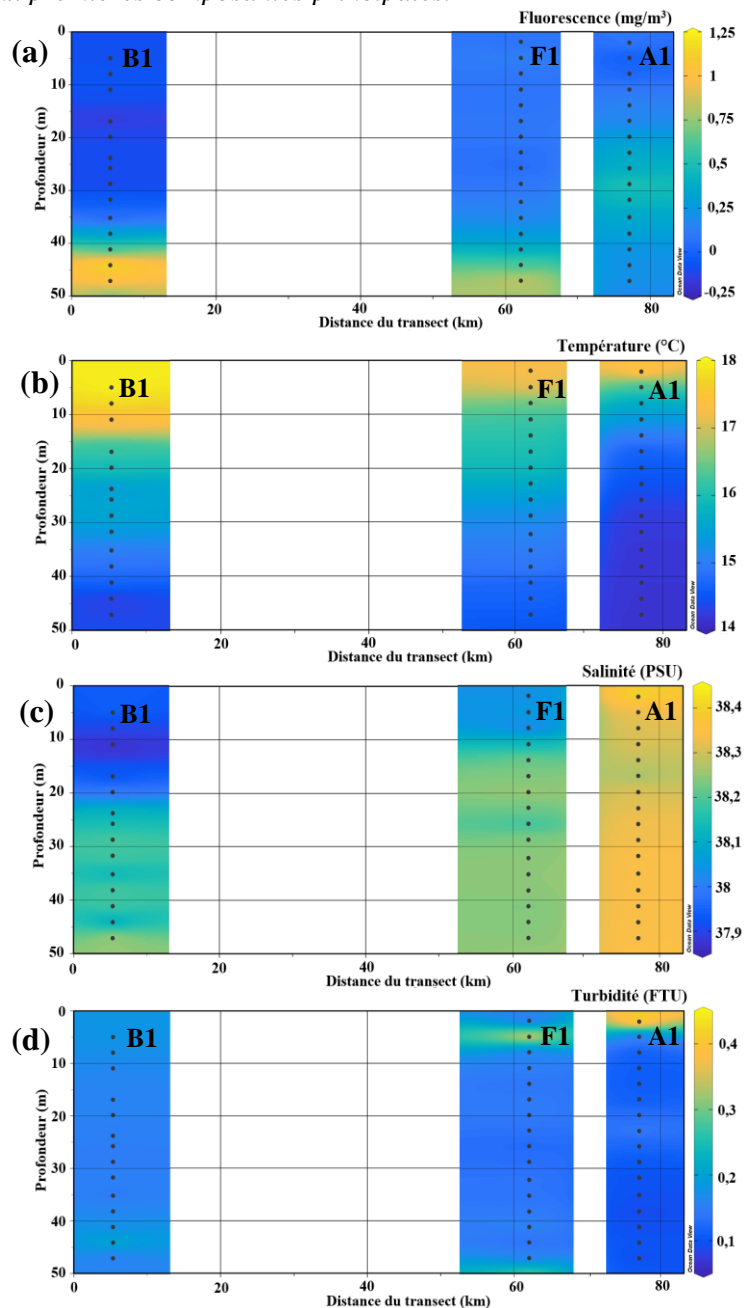 premières composantes principales.
Fluorescence (mg/m³)
(a)
B1
F1
A1
Profondeur (m)
0
10
20
30
40
50
0
20
40
60
80
Distance du transect (km)
1,25
1
0,75
0,5
0,25
0
-0,25
Ocean Data View
Température (°C)
(b)
B1
F1
A1
Profondeur (m)
0
10
20
30
40
50
0
20
40
60
80
Distance du transect (km)
18
17
16
15
14
Ocean Data View
Salinité (PSU)
(c)
B1
F1
A1
Profondeur (m)
0
10
20
30
40
50
0
20
40
60
80
Distance du transect (km)
38,4
38,3
38,2
38,1
38
37,9
Ocean Data View
Turbidité (FTU)
(d)
B1
F1
A1
Profondeur (m)
0
10
20
30
40
50
0
20
40
60
80
Distance du transect (km)
0,4
0,3
0,2
0,1
Ocean Data View